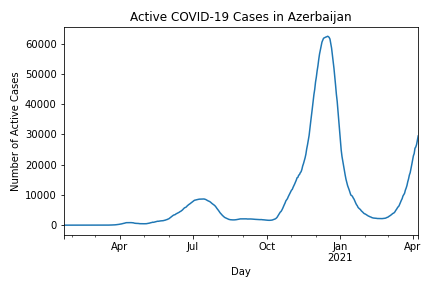 Active COVID-19 Cases in Azerbaijan
Number of Active Cases
60000
50000
40000
30000
20000
10000
0
Apr
Jul
Oct
Jan
2021
Apr
Day